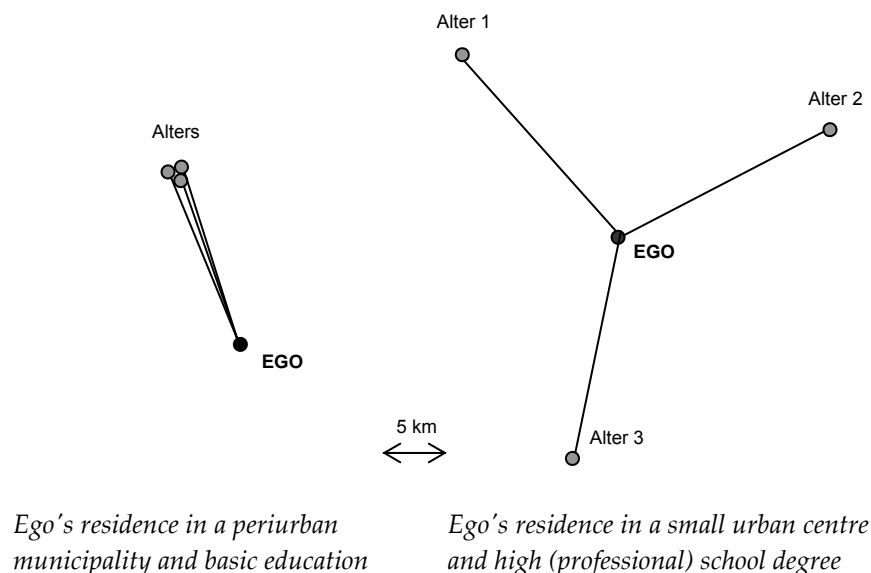 Alter 1
Alter 2
Alters
EGO
EGO
5 km
Alter 3
Ego's residence in a periurban
municipality and basic education
Ego's residence in a small urban centre
and high (professional) school degree